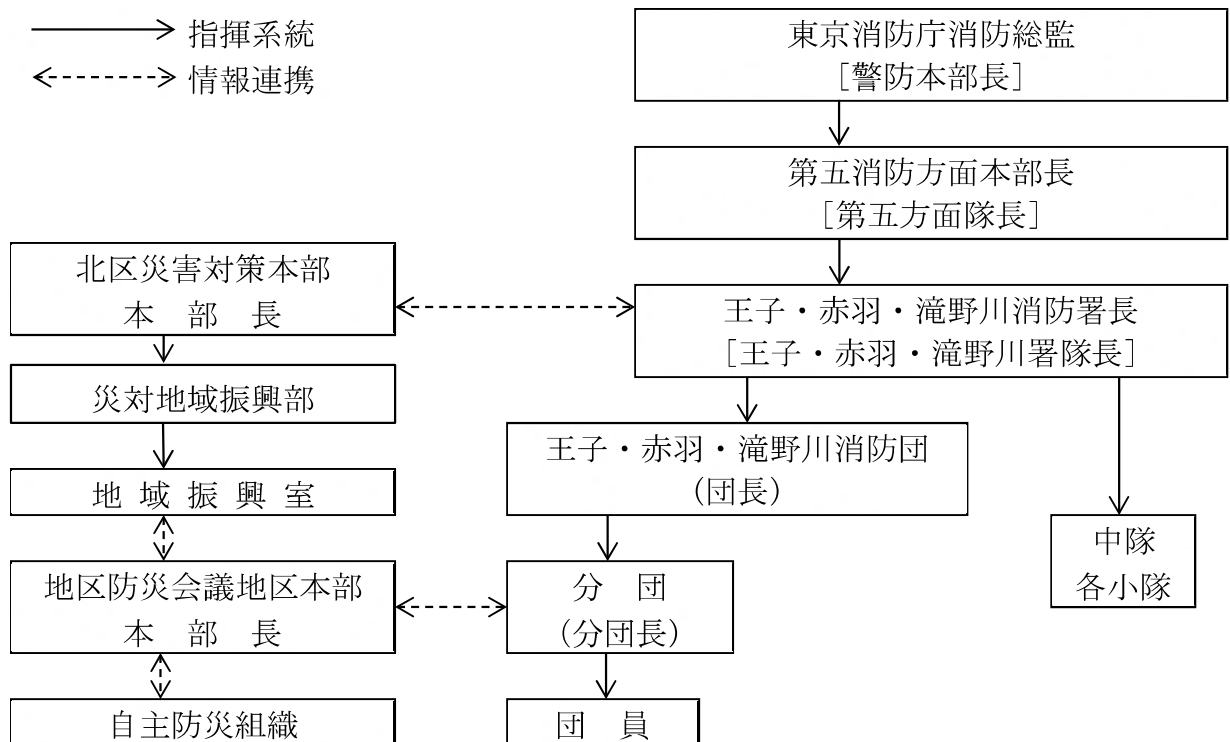 指揮系統
情報連携
東京消防庁消防総監
[警防本部長]
第五消防方面本部長
[第五方面隊長]
北区災害対策本部
本　部　長
王子・赤羽・滝野川消防署長
[王子・赤羽・滝野川署隊長]
災対地域振興部
王子・赤羽・滝野川消防団
(団長)
地 域 振 興 室
中隊
各小隊
地区防災会議地区本部
本　部　長
分　団
(分団長)
自主防災組織
団　員